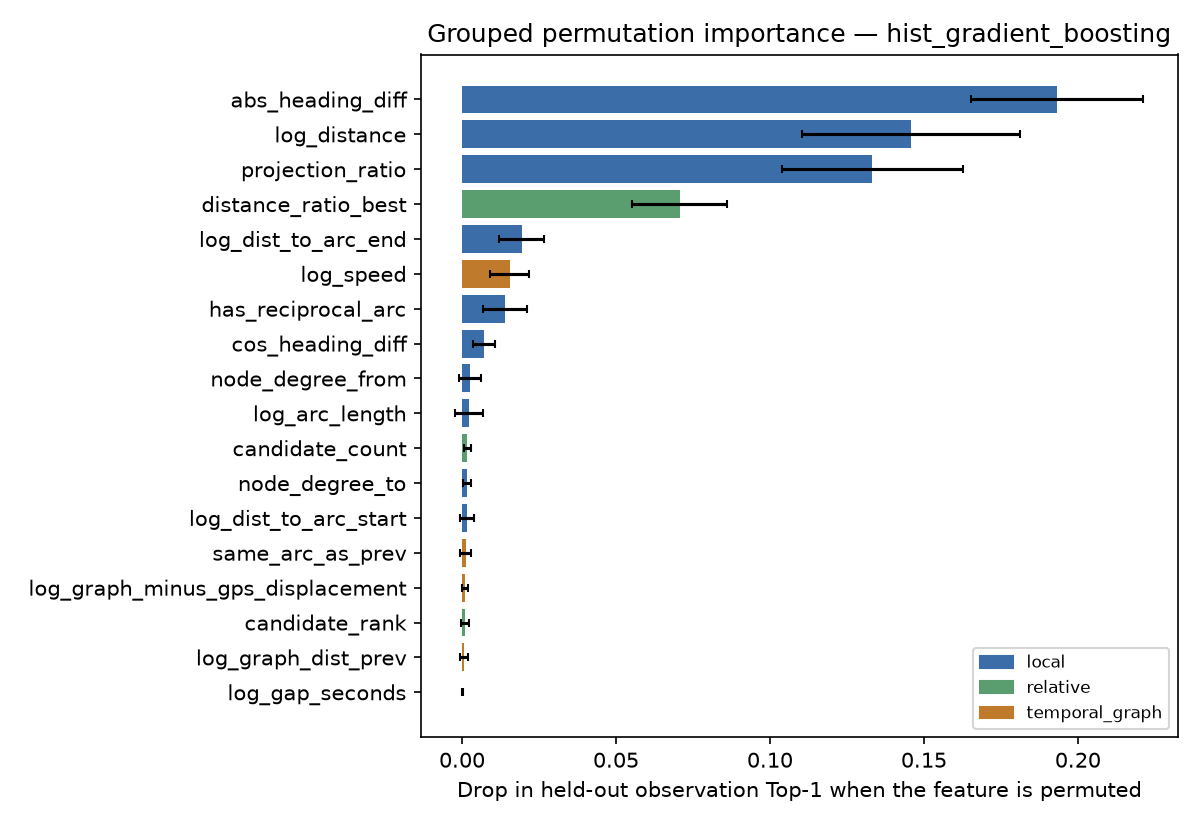 Grouped permutation importance — hist_gradient_boosting
abs_heading_diff
log_distance
projection_ratio
distance_ratio_best
log_dist_to_arc_end
log_speed
has_reciprocal_arc
cos_heading_diff
node_degree_from
log_arc_length
candidate_count
node_degree_to
log_dist_to_arc_start
same_arc_as_prev
log_graph_minus_gps_displacement
candidate_rank
log_graph_dist_prev
log_gap_seconds
local
relative
temporal_graph
0.00 0.05 0.10 0.15 0.20
Drop in held-out observation Top-1 when the feature is permuted